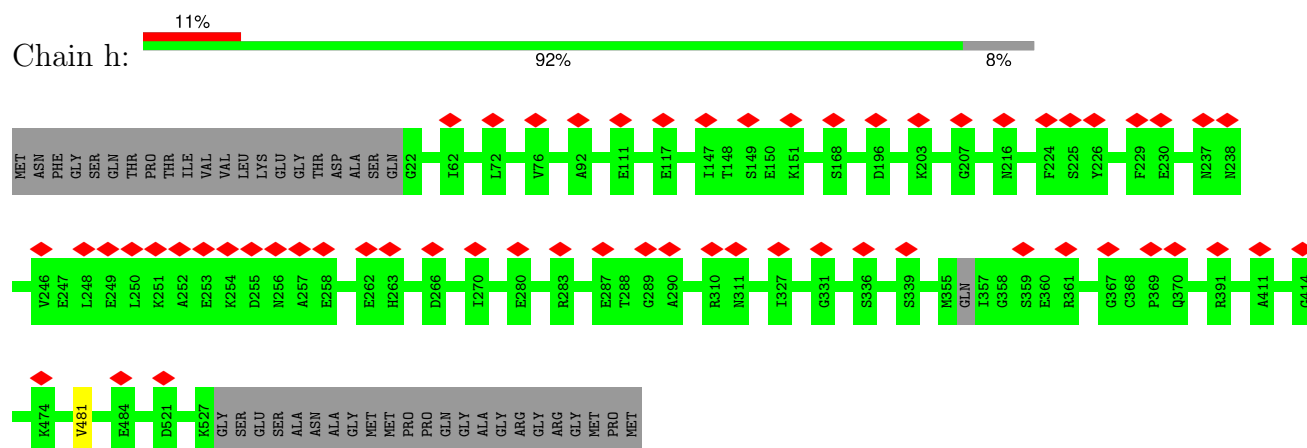 11%
Chain h:
92% 8%
MET ASN PHE GLY SER GLN THR PRO THR ILE VAL VAL LEU LYS GLU GLY THR ASP ALA SER GLN G22 I62 L72 V76 A92 E111 E117 I147 T148 S149 E150 K151 S168 D196 K203 G207 N216 F224 S225 Y226 F229 E230 N237 N238
V246 E247 L248 E249 L250 K251 A252 E253 K254 D255 N256 A257 E258 E262 H263 D266 I270 E280 R283 E287 T288 G289 A290 R310 N311 I327 G331 S336 S339 M355 GLN I357 G358 S359 E360 R361 G367 C368 P369 Q370 R391 A411
K474 V481 E484 D521 K527 GLY SER GLU SER ALA ASN ALA GLY MET MET PRO PRO GLN GLY ALA GLY ARG GLY ARG GLY MET PRO MET